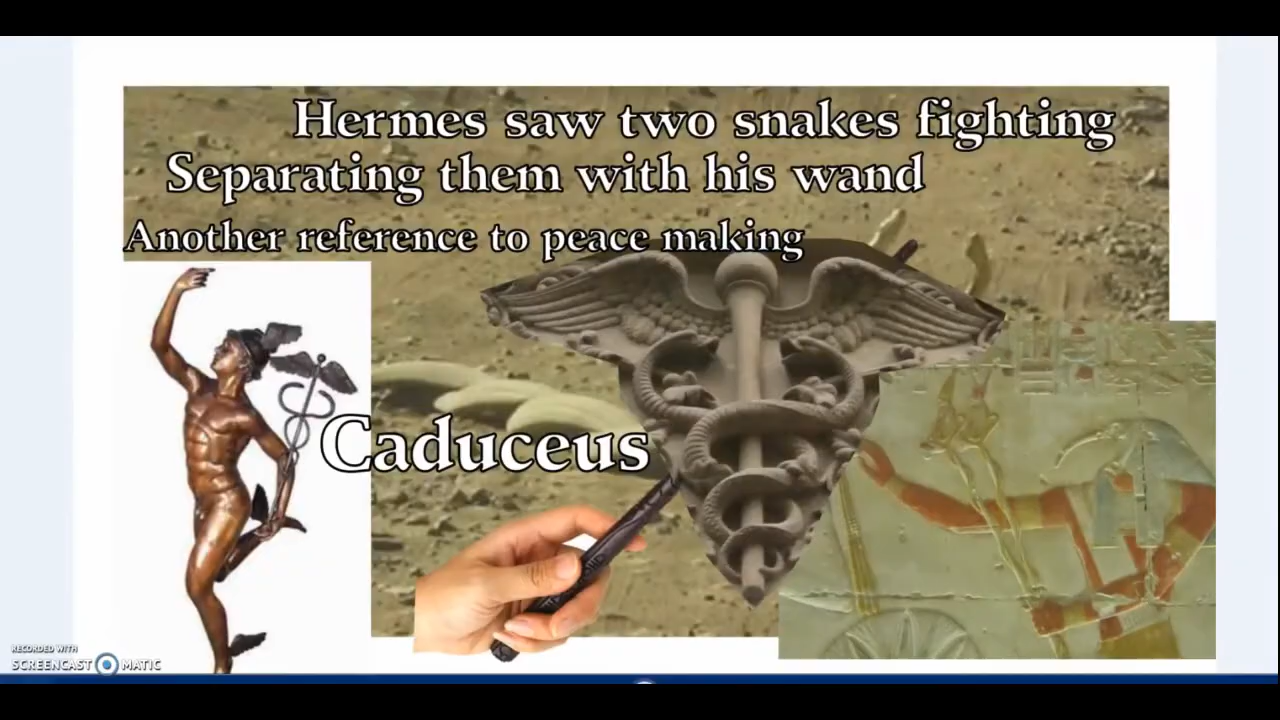 Hermes saw two snakes fighting
Separating them with his wand
Another reference to peace making
Caduceus
RECORDED WITH
SCREENCAST MATIC